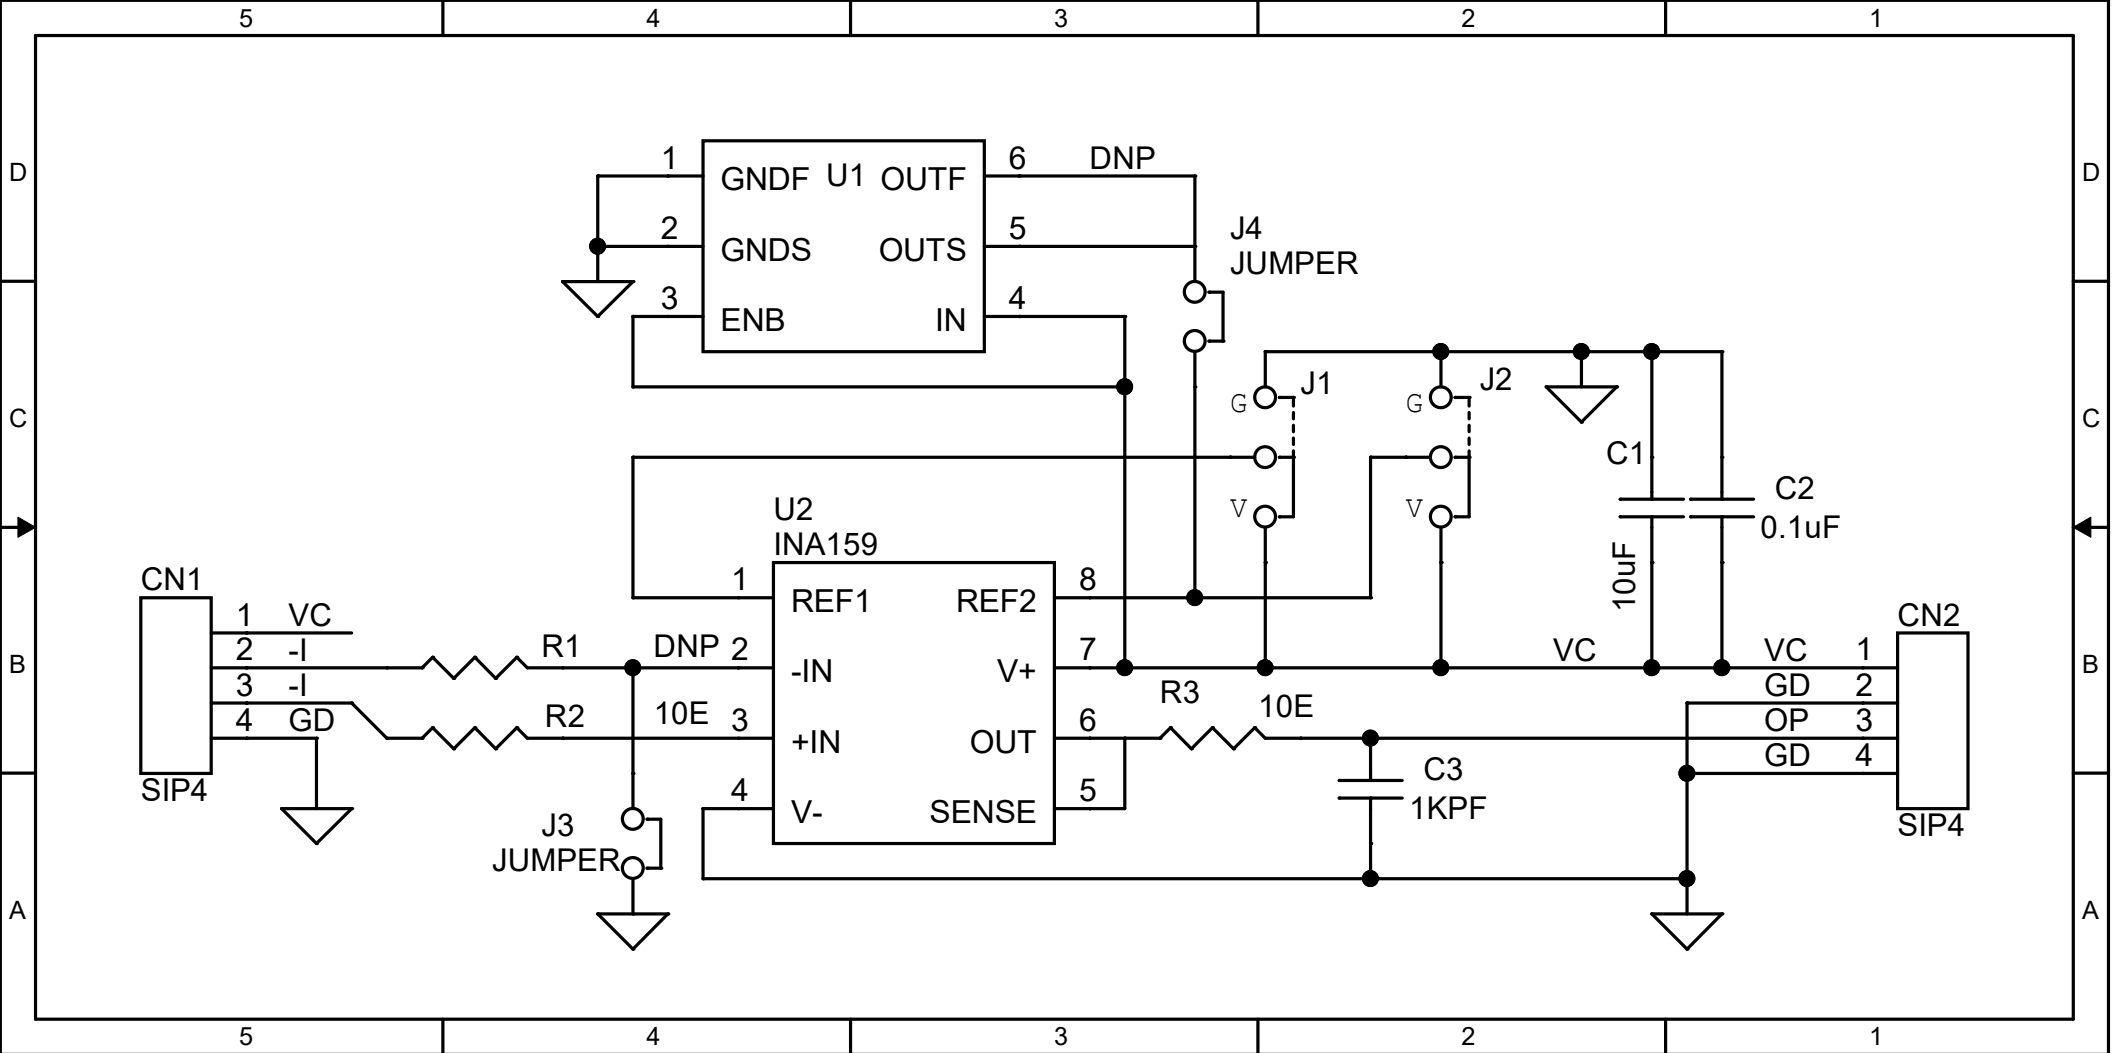 5 4 3 2 1
D
D
1 GNDF U1 OUTF 6 DNP
2 GNDS OUTS 5
3 ENB IN 4
J4
JUMPER
C
C
G J1
G J2
V
V
C1
10uF
C2
0.1uF
U2
INA159
1 REF1 REF2 8
DNP 2 -IN V+ 7
10E 3 +IN OUT 6
4 V- SENSE 5
CN1
1 VC
2 -I
3 -I
4 GD
SIP4
B
B
R1
R2
R3 10E
C3
1KPF
VC
CN2
VC 1
GD 2
OP 3
GD 4
SIP4
J3
JUMPER
A
A
5 4 3 2 1